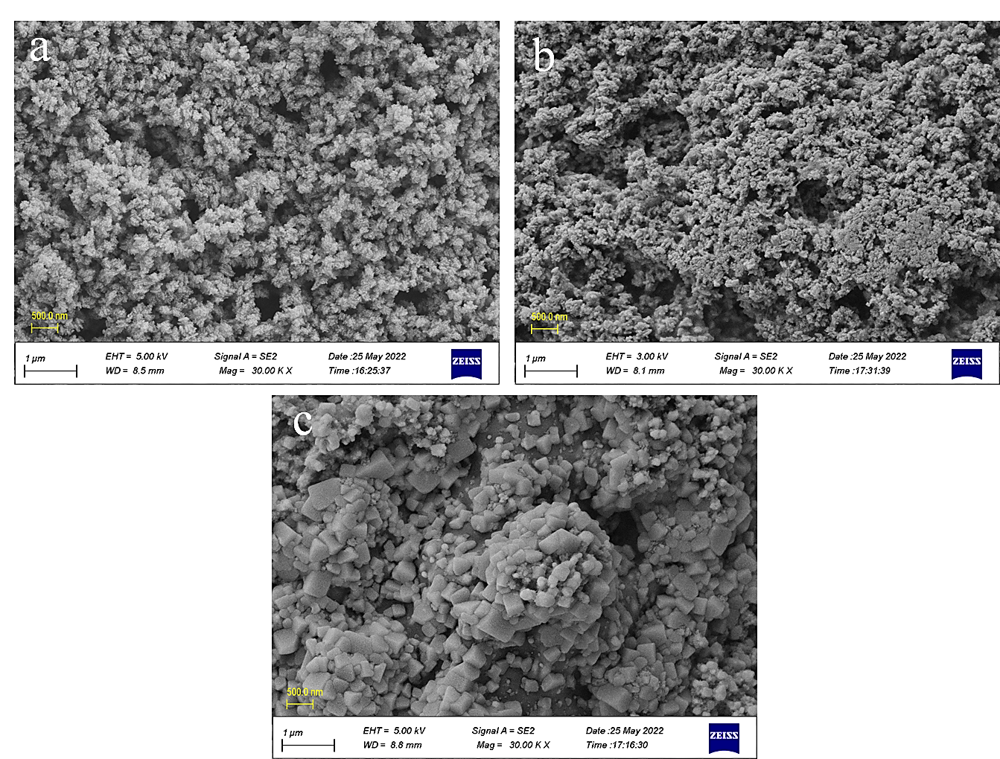 a
500.0 nm
1 µm
EHT = 5.00 kV
Signal A = SE2
Date :25 May 2022
WD = 8.5 mm
Mag = 30.00 K X
Time :16:25:37
ZEISS
b
500.0 nm
1 µm
EHT = 3.00 kV
Signal A = SE2
Date :25 May 2022
WD = 8.1 mm
Mag = 30.00 K X
Time :17:31:39
ZEISS
c
500.0 nm
1 µm
EHT = 5.00 kV
Signal A = SE2
Date :25 May 2022
WD = 8.8 mm
Mag = 30.00 K X
Time :17:16:30
ZEISS